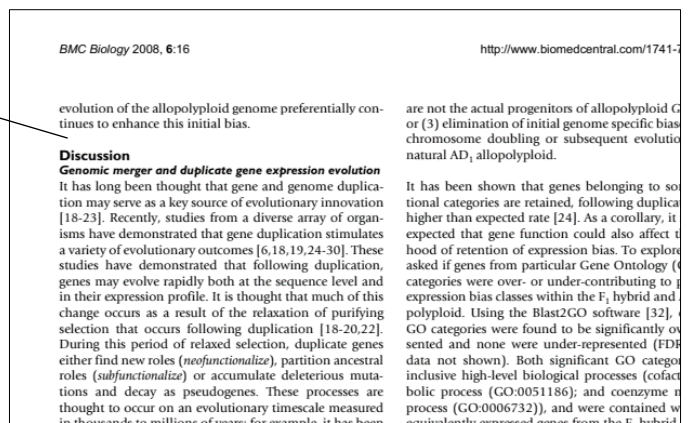 BMC Biology 2008, 6:16
http://www.biomedcentral.com/1741-7
evolution of the allopolyploid genome preferentially con-
tinues to enhance this initial bias.
Discussion
Genomic merger and duplicate gene expression evolution
It has long been thought that gene and genome duplica-
tion may serve as a key source of evolutionary innovation
[18-23]. Recently, studies from a diverse array of organ-
isms have demonstrated that gene duplication stimulates
a variety of evolutionary outcomes [6,18,19,24-30]. These
studies have demonstrated that following duplication,
genes may evolve rapidly both at the sequence level and
in their expression profile. It is thought that much of this
change occurs as a result of the relaxation of purifying
selection that occurs following duplication [18-20,22].
During this period of relaxed selection, duplicate genes
either find new roles (neofunctionalize), partition ancestral
roles (subfunctionalize) or accumulate deleterious muta-
tions and decay as pseudogenes. These processes are
thought to occur on an evolutionary timescale measured
in thousands to millions of years; for example, it has been
are not the actual progenitors of allopolyploid G
or (3) elimination of initial genome specific bias
chromosome doubling or subsequent evolutio
natural AD1 allopolyploid.
It has been shown that genes belonging to
tional categories are retained, following duplica
higher than expected rate [24]. As a corollary, it
expected that gene function could also affect
hood of retention of expression bias. To explore
asked if genes from particular Gene Ontology
categories were over- or under-contributing to
expression bias classes within the F1 hybrid and
polyploid. Using the Blast2GO software [32],
GO categories were found to be significantly
sented and none were under-represented (FDR
data not shown). Both significant GO categor
inclusive high-level biological processes (cofact
bolic process (GO:0051186); and coenzyme
process (GO:0006732)), and were contained
equivalently expressed genes from the F1 hybrid